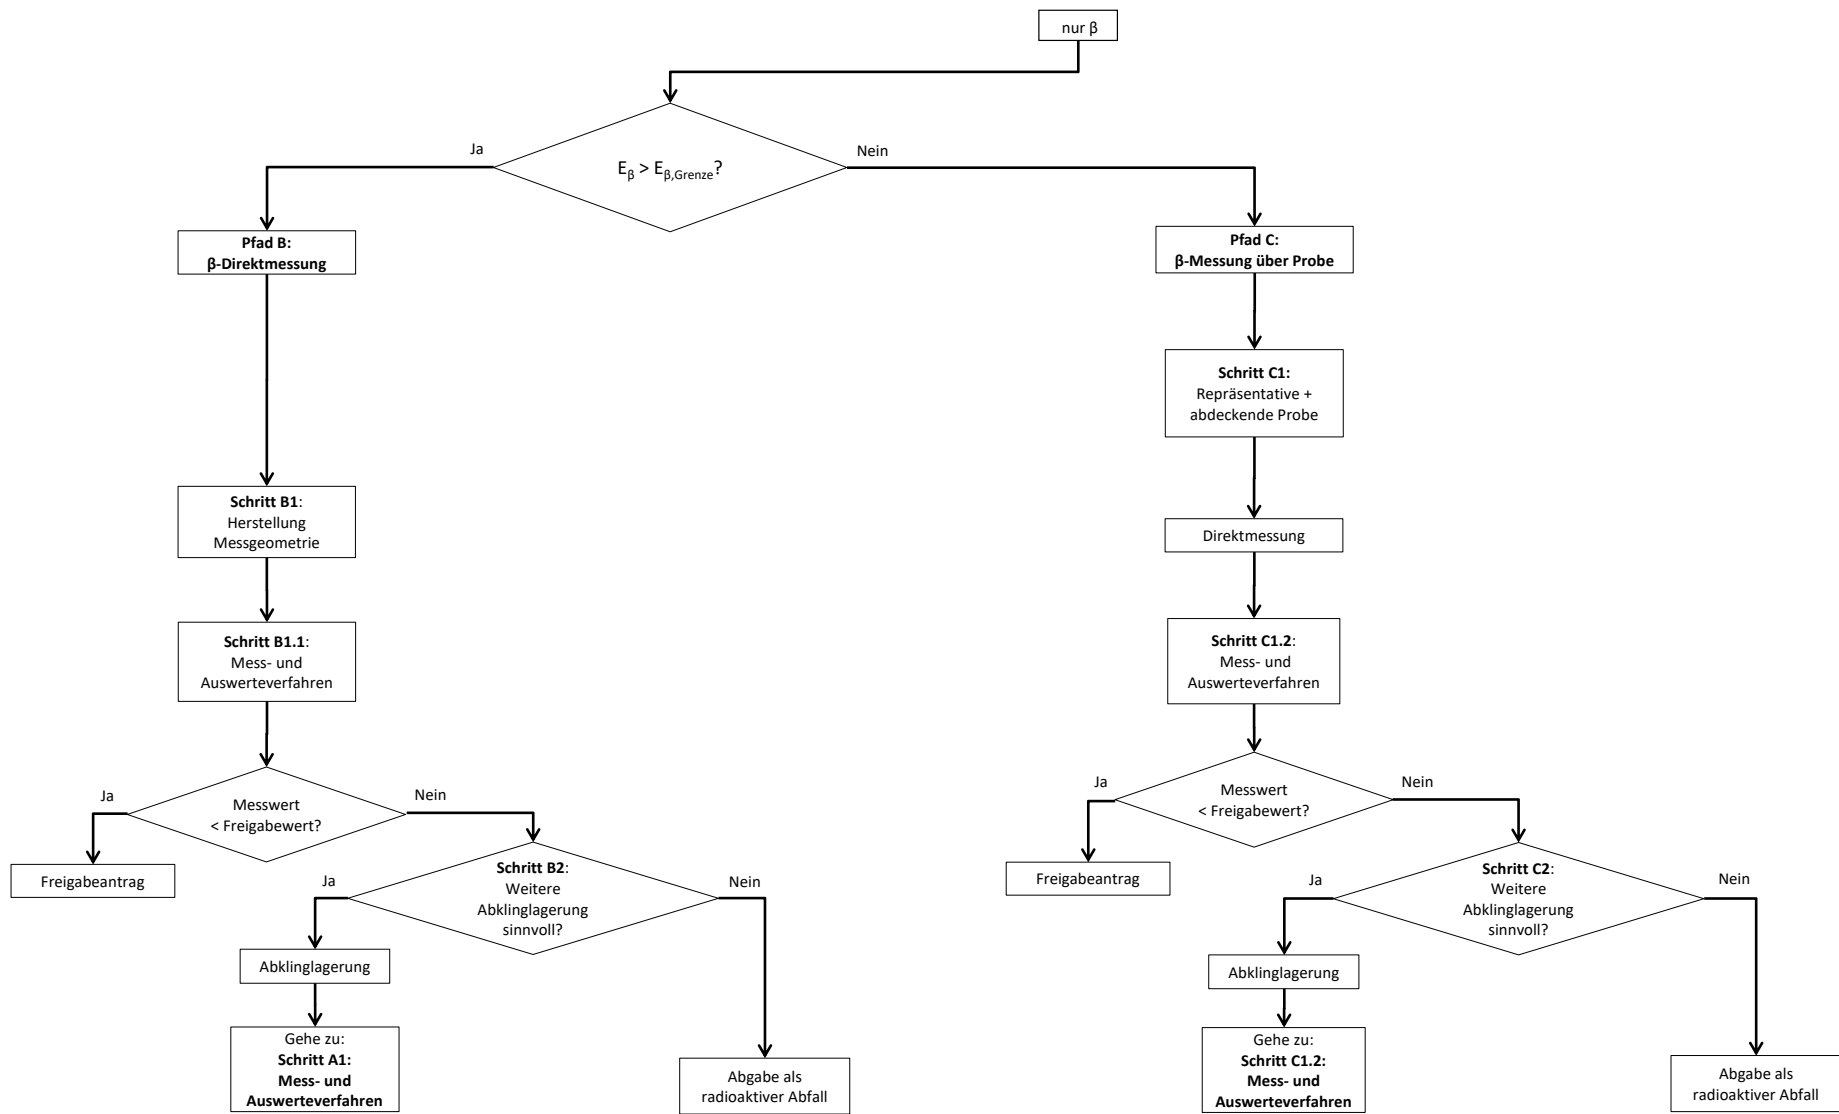 nur β
Ja
Nein
Eβ > Eβ,Grenze?
Pfad B:
β-Direktmessung
Pfad C:
β-Messung über Probe
Schritt C1:
Repräsentative +
abdeckende Probe
Schritt B1:
Herstellung
Messgeometrie
Direktmessung
Schritt B1.1:
Mess- und
Auswerteverfahren
Schritt C1.2:
Mess- und
Auswerteverfahren
Ja
Messwert
< Freigabewert?
Nein
Ja
Messwert
< Freigabewert?
Nein
Freigabeantrag
Ja
Schritt B2:
Weitere
Abklinglagerung
sinnvoll?
Nein
Freigabeantrag
Ja
Schritt C2:
Weitere
Abklinglagerung
sinnvoll?
Nein
Abklinglagerung
Abklinglagerung
Gehe zu:
Schritt A1:
Mess- und
Auswerteverfahren
Abgabe als
radioaktiver Abfall
Gehe zu:
Schritt C1.2:
Mess- und
Auswerteverfahren
Abgabe als
radioaktiver Abfall